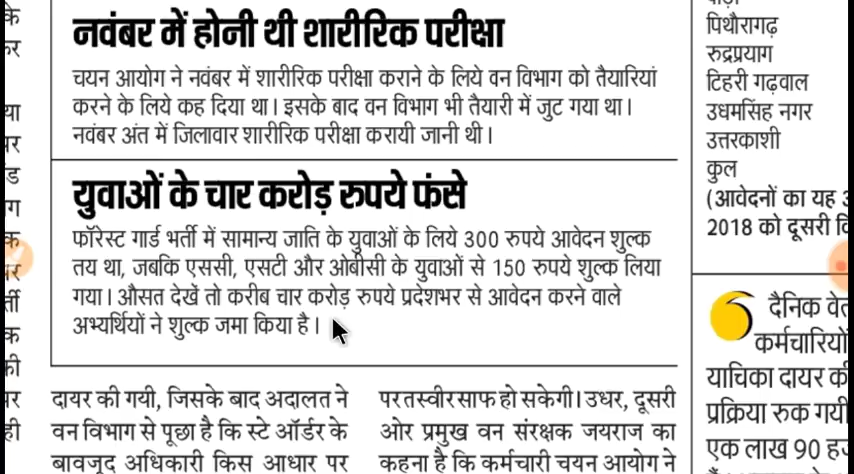 नवंबर में होनी थी शारीरिक परीक्षा
चयन आयोग ने नवंबर में शारीरिक परीक्षा कराने के लिये वन विभाग को तैयारियां
करने के लिये कह दिया था। इसके बाद वन विभाग भी तैयारी में जुट गया था।
नवंबर अंत में जिलावार शारीरिक परीक्षा करायी जानी थी।
युवाओं के चार करोड़ रुपये फंसे
फॉरेस्ट गार्ड भर्ती में सामान्य जाति के युवाओं के लिये 300 रुपये आवेदन शुल्क
तय था, जबकि एससी, एसटी और ओबीसी के युवाओं से 150 रुपये शुल्क लिया
गया। औसत देखें तो करीब चार करोड़ रुपये प्रदेशभर से आवेदन करने वाले
अभ्यर्थियों ने शुल्क जमा किया है।
दायर की गयी, जिसके बाद अदालत ने
वन विभाग से पूछा है कि स्टे ऑर्डर के
बावजूद अधिकारी किस आधार पर
पर तस्वीर साफ हो सकेगी। उधर, दूसरी
ओर प्रमुख वन संरक्षक जयराज का
कहना है कि कर्मचारी चयन आयोग ने
पिथौरागढ़
रुद्रप्रयाग
टिहरी गढ़वाल
उधमसिंह नगर
उत्तरकाशी
कुल
(आवेदनों का यह
2018 को दूसरी
दैनिक
कर्मचारियों
याचिका दायर की
प्रक्रिया रुक गयी
एक लाख 90